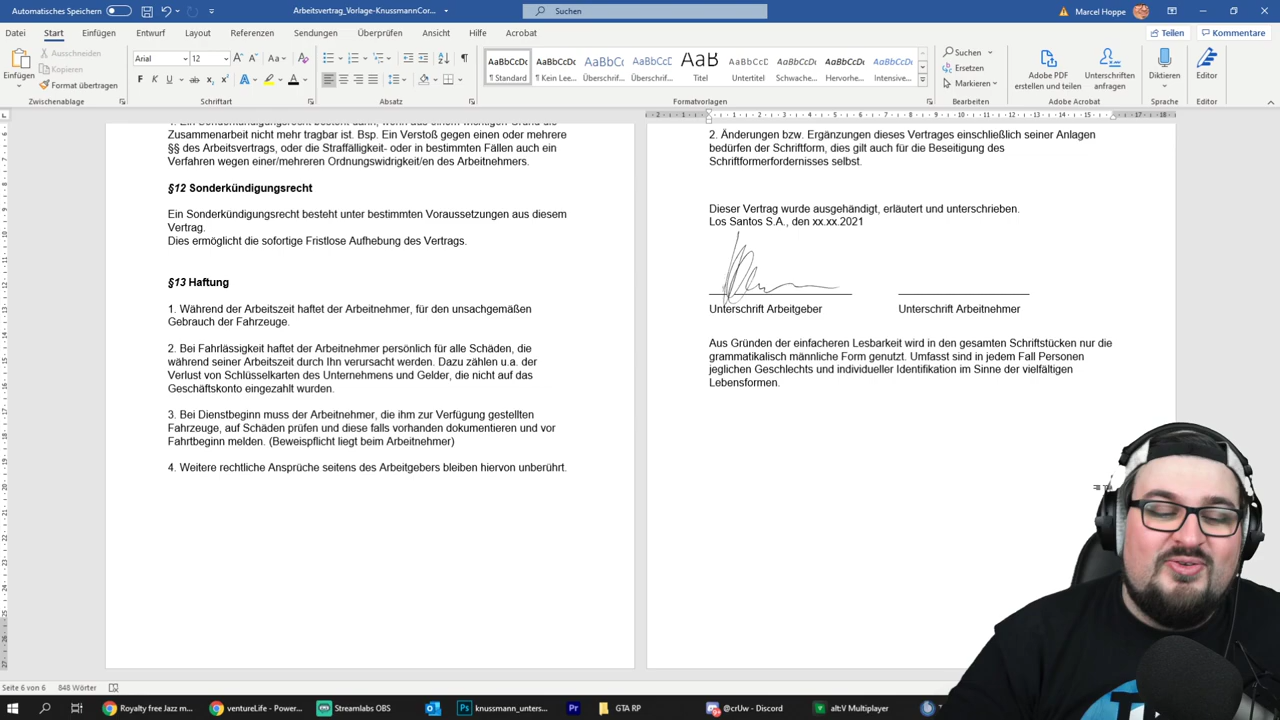 Automatisches Speichern
Arbeitsvertrag_Vorlage-KnussmannCor...
Suchen
Marcel Hoppe
Datei Start Einfügen Entwurf Layout Referenzen Sendungen Überprüfen Ansicht Hilfe Acrobat
Teilen Kommentare
Einfügen
Ausschneiden
Kopieren
Format übertragen
Zwischenablage
Arial 12
F K U
Schriftart
Absatz
AaBbCcDc AaBbCcDc AaBbCc AaBbCcC AaB AaBbCcD AaBbCcDc AaBbCcDc AaBbCcDc
¶ Standard ¶ Kein Lee... Überschrif... Überschrif... Titel Untertitel Schwache... Hervorhe... Intensive...
Formatvorlagen
Suchen
Ersetzen
Markieren
Bearbeiten
Adobe PDF
erstellen und teilen
Unterschriften
anfragen
Adobe Acrobat
Diktieren
Sprache
Editor
Editor
Zusammenarbeit nicht mehr tragbar ist. Bsp. Ein Verstoß gegen einen oder mehrere
§§ des Arbeitsvertrags, oder die Straffälligkeit- oder in bestimmten Fällen auch ein
Verfahren wegen einer/mehreren Ordnungswidrigkeit/en des Arbeitnehmers.
§12 Sonderkündigungsrecht
Ein Sonderkündigungsrecht besteht unter bestimmten Voraussetzungen aus diesem
Vertrag.
Dies ermöglicht die sofortige Fristlose Aufhebung des Vertrags.
§13 Haftung
1. Während der Arbeitszeit haftet der Arbeitnehmer, für den unsachgemäßen
Gebrauch der Fahrzeuge.
2. Bei Fahrlässigkeit haftet der Arbeitnehmer persönlich für alle Schäden, die
während seiner Arbeitszeit durch Ihn verursacht werden. Dazu zählen u.a. der
Verlust von Schlüsselkarten des Unternehmens und Gelder, die nicht auf das
Geschäftskonto eingezahlt wurden.
3. Bei Dienstbeginn muss der Arbeitnehmer, die ihm zur Verfügung gestellten
Fahrzeuge, auf Schäden prüfen und diese falls vorhanden dokumentieren und vor
Fahrtbeginn melden. (Beweispflicht liegt beim Arbeitnehmer)
4. Weitere rechtliche Ansprüche seitens des Arbeitgebers bleiben hiervon unberührt.
2. Änderungen bzw. Ergänzungen dieses Vertrages einschließlich seiner Anlagen
bedürfen der Schriftform, dies gilt auch für die Beseitigung des
Schriftformerfordernisses selbst.
Dieser Vertrag wurde ausgehändigt, erläutert und unterschrieben.
Los Santos S.A., den xx.xx.2021
Unterschrift Arbeitgeber Unterschrift Arbeitnehmer
Aus Gründen der einfacheren Lesbarkeit wird in den gesamten Schriftstücken nur die
grammatikalisch männliche Form genutzt. Umfasst sind in jedem Fall Personen
jeglichen Geschlechts und individueller Identifikation im Sinne der vielfältigen
Lebensformen.
Seite 6 von 6 848 Wörter
Royalty free Jazz m... ventureLife - Power... Streamlabs OBS knussmann_unters... GTA RP @crUw - Discord alt:V Multiplayer